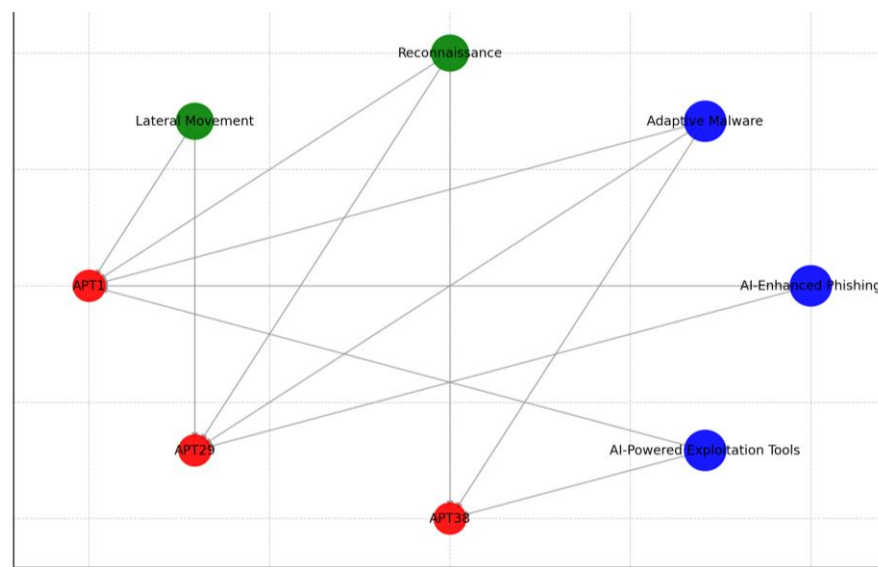 Reconnaissance
Lateral Movement
Adaptive Malware
APT1
AI-Enhanced Phishing
APT29
AI-Powered Exploitation Tools
APT38